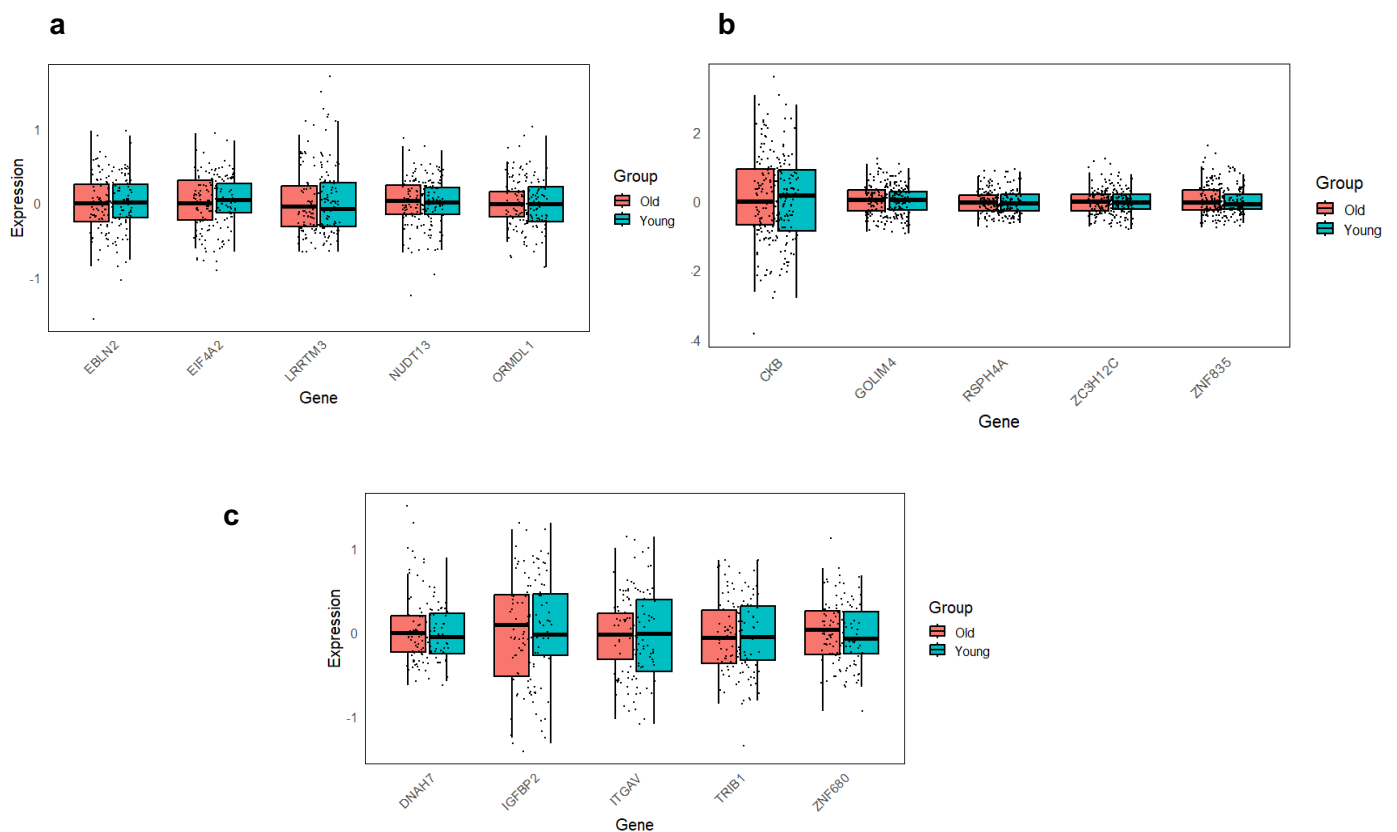 a
1
0
-1
Expression
EBLN2
EIF4A2
LRRTM3
NUDT13
ORMDL1
Gene
Group
Old
Young
b
2
0
-2
-4
CKB
GOLIM4
RSPH4A
ZC3H12C
ZNF835
Gene
Group
Old
Young
c
1
0
-1
Expression
DNAH7
IGFBP2
ITGAV
TRIB1
ZNF680
Gene
Group
Old
Young